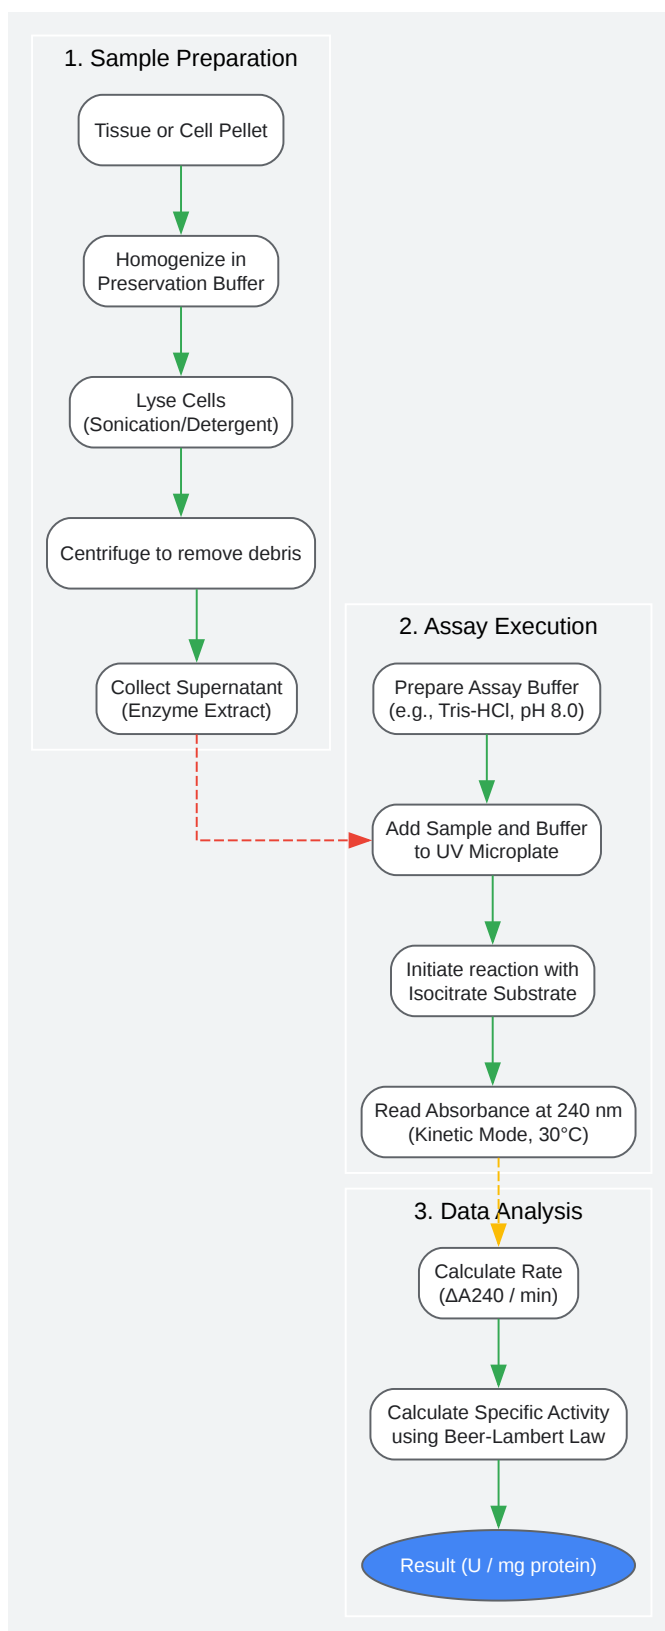 1. Sample Preparation
Tissue or Cell Pellet
Homogenize in
Preservation Buffer
Lyse Cells
(Sonication/Detergent)
Centrifuge to remove debris
Collect Supernatant
(Enzyme Extract)
2. Assay Execution
Prepare Assay Buffer
(e.g., Tris-HCl, pH 8.0)
Add Sample and Buffer
to UV Microplate
Initiate reaction with
Isocitrate Substrate
Read Absorbance at 240 nm
(Kinetic Mode, 30°C)
3. Data Analysis
Calculate Rate
(ΔA240 / min)
Calculate Specific Activity
using Beer-Lambert Law
Result (U / mg protein)